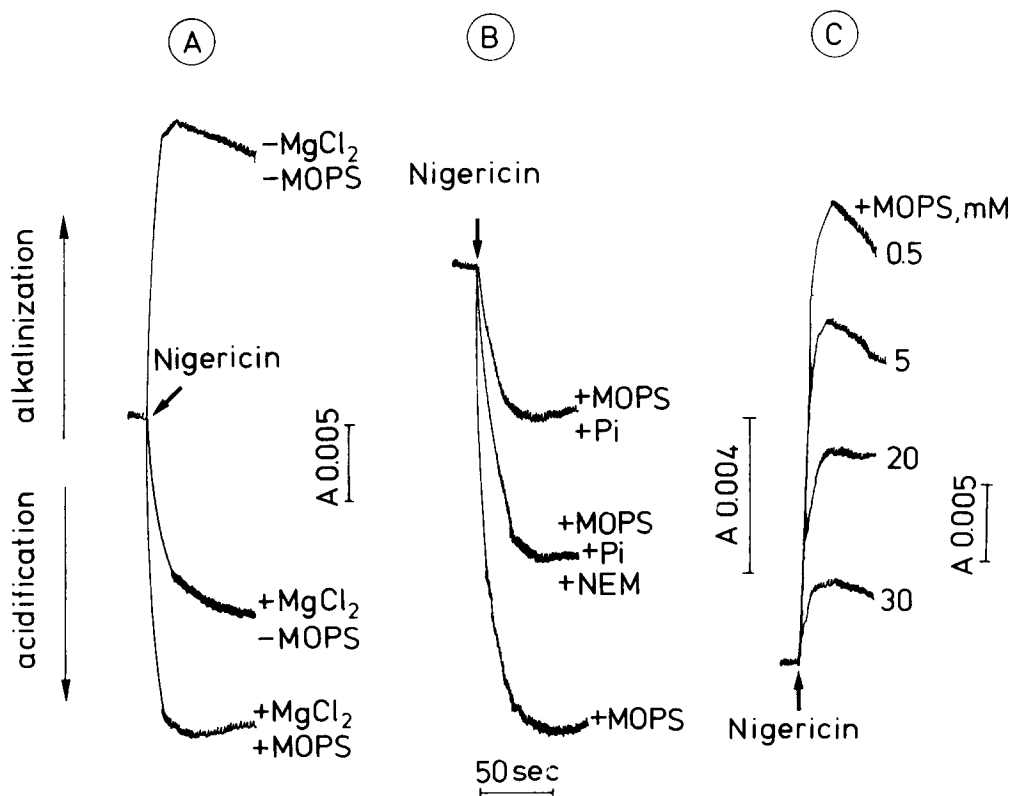 A
B
C
−MgCl2
−MOPS
Nigericin
+MgCl2
−MOPS
+MgCl2
+MOPS
alkalinization
acidification
A 0.005
Nigericin
+MOPS
+Pi
+MOPS
+Pi
+NEM
+MOPS
50 sec
+MOPS, mM
0.5
5
20
30
A 0.004
A 0.005
Nigericin